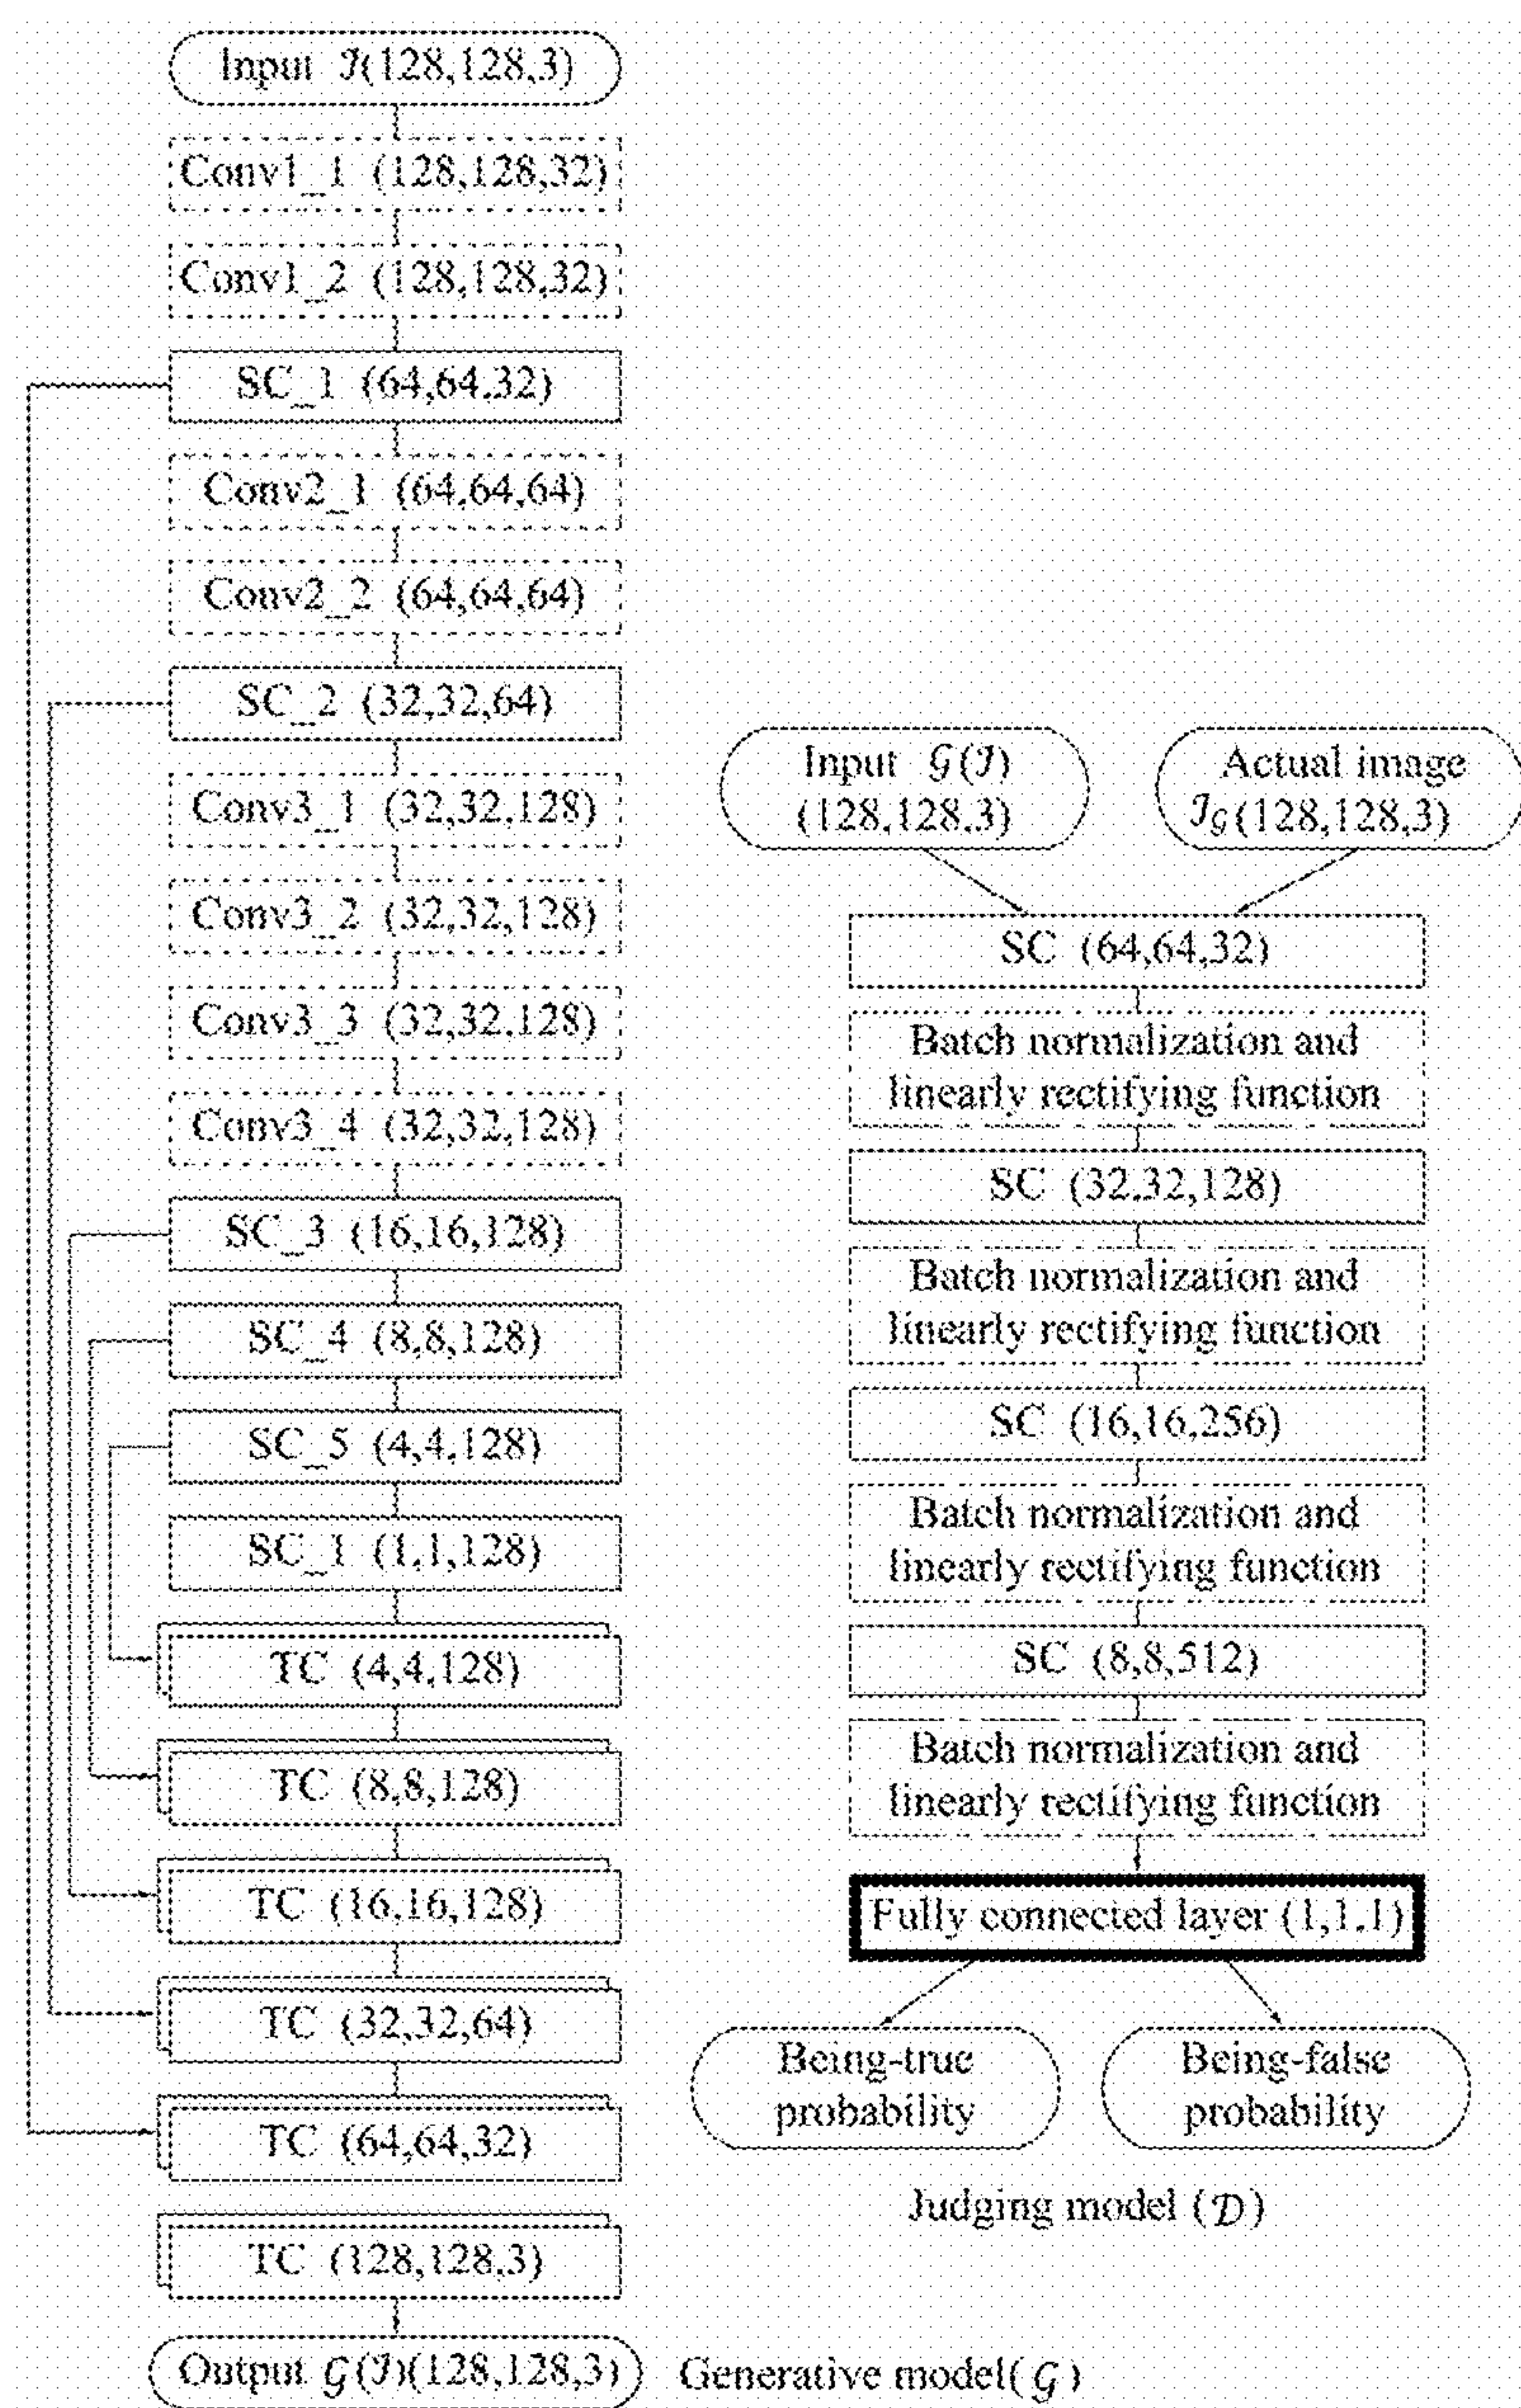 Input ℐ(128,128,3)
Conv1_1 (128,128,32)
Conv1_2 (128,128,32)
SC_1 (64,64,32)
Conv2_1 (64,64,64)
Conv2_2 (64,64,64)
SC_2 (32,32,64)
Conv3_1 (32,32,128)
Conv3_2 (32,32,128)
Conv3_3 (32,32,128)
Conv3_4 (32,32,128)
SC_3 (16,16,128)
SC_4 (8,8,128)
SC_5 (4,4,128)
SC_1 (1,1,128)
TC (4,4,128)
TC (8,8,128)
TC (16,16,128)
TC (32,32,64)
TC (64,64,32)
TC (128,128,3)
Output 𝒢(ℐ)(128,128,3)
Generative model(𝒢)
Input 𝒢(ℐ)
(128,128,3)
Actual image
ℐ𝒢(128,128,3)
SC (64,64,32)
Batch normalization and
linearly rectifying function
SC (32,32,128)
Batch normalization and
linearly rectifying function
SC (16,16,256)
Batch normalization and
linearly rectifying function
SC (8,8,512)
Batch normalization and
linearly rectifying function
Fully connected layer (1,1,1)
Being-true
probability
Being-false
probability
Judging model (𝒟)